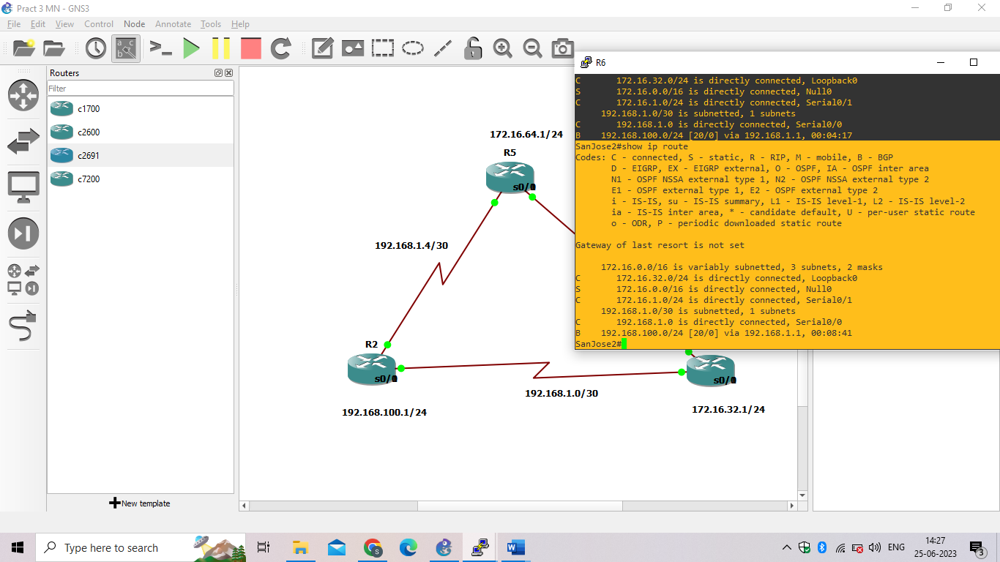 Pract 3 MN - GNS3
File Edit View Control Node Annotate Tools Help
Routers
Filter
c1700
c2600
c2691
c7200
New template
172.16.64.1/24
R5
s0/
192.168.1.4/30
R2
s0/
192.168.1.0/30
192.168.100.1/24
s0/
172.16.32.1/24
R6
C 172.16.32.0/24 is directly connected, Loopback0
S 172.16.0.0/16 is directly connected, Null0
C 172.16.1.0/24 is directly connected, Serial0/1
192.168.1.0/30 is subnetted, 1 subnets
C 192.168.1.0 is directly connected, Serial0/0
B 192.168.100.0/24 [20/0] via 192.168.1.1, 00:04:17
SanJose2#show ip route
Codes: C - connected, S - static, R - RIP, M - mobile, B - BGP
D - EIGRP, EX - EIGRP external, O - OSPF, IA - OSPF inter area
N1 - OSPF NSSA external type 1, N2 - OSPF NSSA external type 2
E1 - OSPF external type 1, E2 - OSPF external type 2
i - IS-IS, su - IS-IS summary, L1 - IS-IS level-1, L2 - IS-IS level-2
ia - IS-IS inter area, * - candidate default, U - per-user static route
o - ODR, P - periodic downloaded static route
Gateway of last resort is not set
172.16.0.0/16 is variably subnetted, 3 subnets, 2 masks
C 172.16.32.0/24 is directly connected, Loopback0
S 172.16.0.0/16 is directly connected, Null0
C 172.16.1.0/24 is directly connected, Serial0/1
192.168.1.0/30 is subnetted, 1 subnets
C 192.168.1.0 is directly connected, Serial0/0
B 192.168.100.0/24 [20/0] via 192.168.1.1, 00:08:41
SanJose2#
Type here to search
ENG
14:27
25-06-2023
3